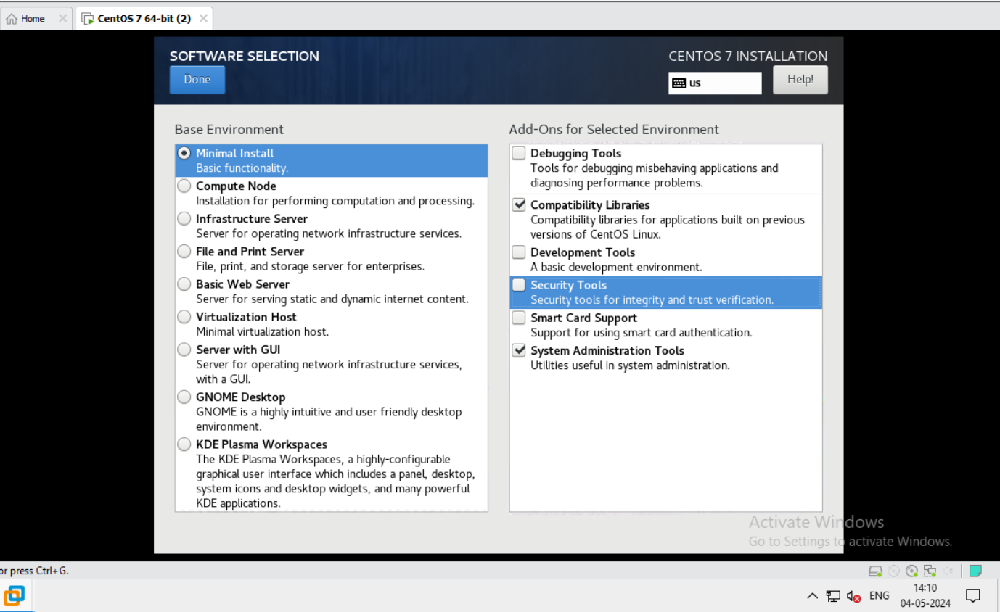 Home
CentOS 7 64-bit (2)
SOFTWARE SELECTION
CENTOS 7 INSTALLATION
Done
us
Help!
Base Environment
Minimal Install
Basic functionality.
Compute Node
Installation for performing computation and processing.
Infrastructure Server
Server for operating network infrastructure services.
File and Print Server
File, print, and storage server for enterprises.
Basic Web Server
Server for serving static and dynamic internet content.
Virtualization Host
Minimal virtualization host.
Server with GUI
Server for operating network infrastructure services,
with a GUI.
GNOME Desktop
GNOME is a highly intuitive and user friendly desktop
environment.
KDE Plasma Workspaces
The KDE Plasma Workspaces, a highly-configurable
graphical user interface which includes a panel, desktop,
system icons and desktop widgets, and many powerful
KDE applications.
Add-Ons for Selected Environment
Debugging Tools
Tools for debugging misbehaving applications and
diagnosing performance problems.
Compatibility Libraries
Compatibility libraries for applications built on previous
versions of CentOS Linux.
Development Tools
A basic development environment.
Security Tools
Security tools for integrity and trust verification.
Smart Card Support
Support for using smart card authentication.
System Administration Tools
Utilities useful in system administration.
Activate Windows
Go to Settings to activate Windows.
or press Ctrl+G.
ENG
14:10
04-05-2024